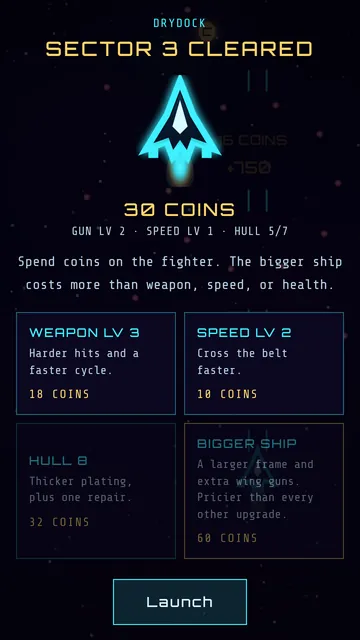 DRYDOCK
SECTOR 3 CLEARED
COINS
+750
30 COINS
GUN LV 2 · SPEED LV 1 · HULL 5/7
Spend coins on the fighter. The bigger ship
costs more than weapon, speed, or health.
WEAPON LV 3
Harder hits and a
faster cycle.
18 COINS
SPEED LV 2
Cross the belt
faster.
10 COINS
HULL 8
Thicker plating,
plus one repair.
32 COINS
BIGGER SHIP
A larger frame and
extra wing guns.
Pricier than every
other upgrade.
60 COINS
Launch